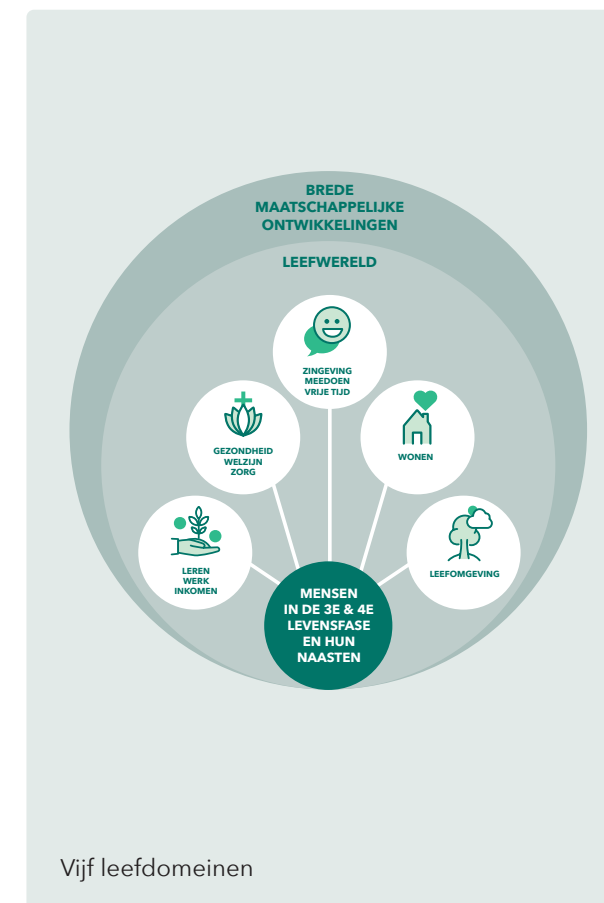 BREDE
MAATSCHAPPELIJKE
ONTWIKKELINGEN
LEEFWERELD
ZINGEVING
MEEDOEN
VRIJE TIJD
GEZONDHEID
WELZIJN
ZORG
WONEN
LEREN
WERK
INKOMEN
LEEFOMGEVING
MENSEN
IN DE 3E & 4E
LEVENSFASE
EN HUN
NAASTEN
Vijf leefdomeinen